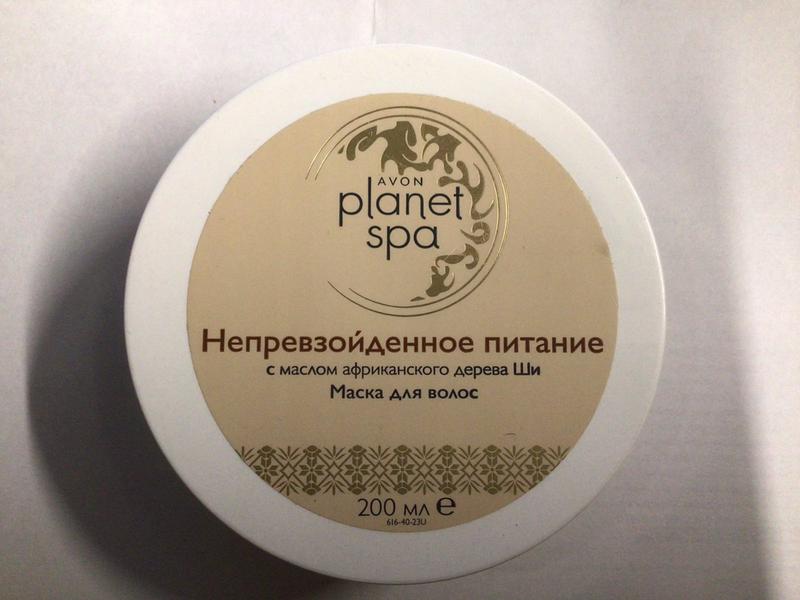 AVON
planet
spa
Непревзойденное питание
с маслом африканского дерева Ши
Маска для волос
200 мл e
616-40-23U